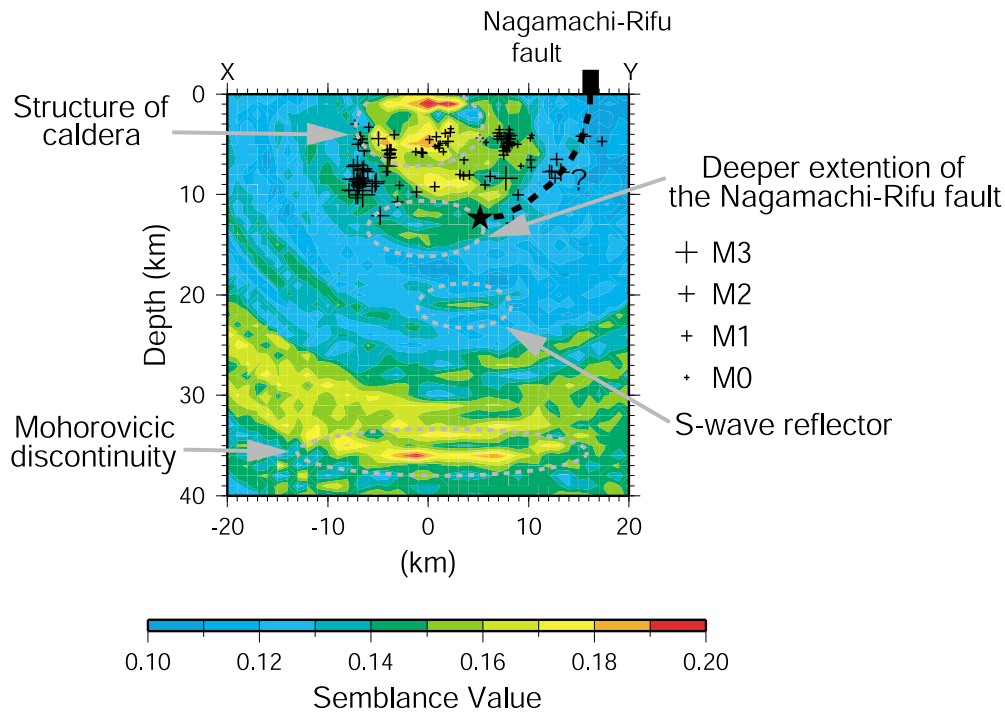 Nagamachi-Rifu
fault
X
Y
Structure of
caldera
0
10
20
30
40
Depth (km)
?
Deeper extention of
the Nagamachi-Rifu fault
M3
M2
M1
M0
S-wave reflector
Mohorovicic
discontinuity
-20 -10 0 10 20
(km)
0.10 0.12 0.14 0.16 0.18 0.20
Semblance Value